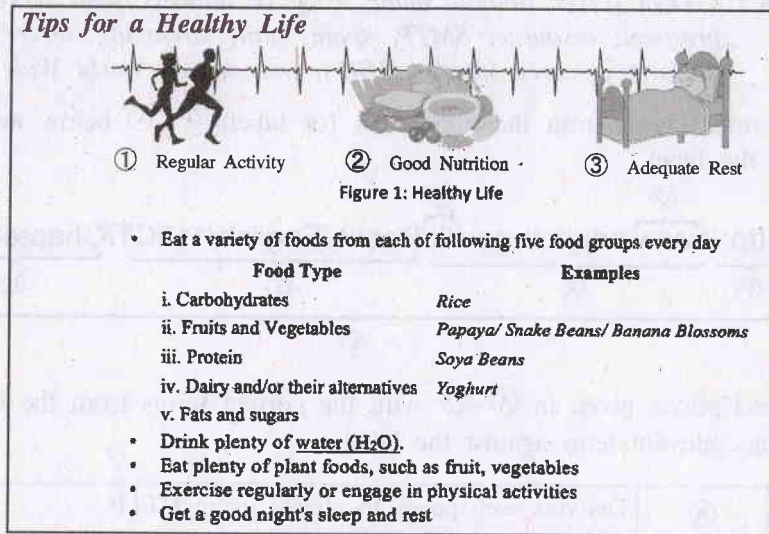 Tips for a Healthy Life
① Regular Activity ② Good Nutrition ③ Adequate Rest
Figure 1: Healthy Life
• Eat a variety of foods from each of following five food groups every day
Food Type Examples
i. Carbohydrates Rice
ii. Fruits and Vegetables Papaya/ Snake Beans/ Banana Blossoms
iii. Protein Soya Beans
iv. Dairy and/or their alternatives Yoghurt
v. Fats and sugars
• Drink plenty of water (H₂O).
• Eat plenty of plant foods, such as fruit, vegetables
• Exercise regularly or engage in physical activities
• Get a good night's sleep and rest